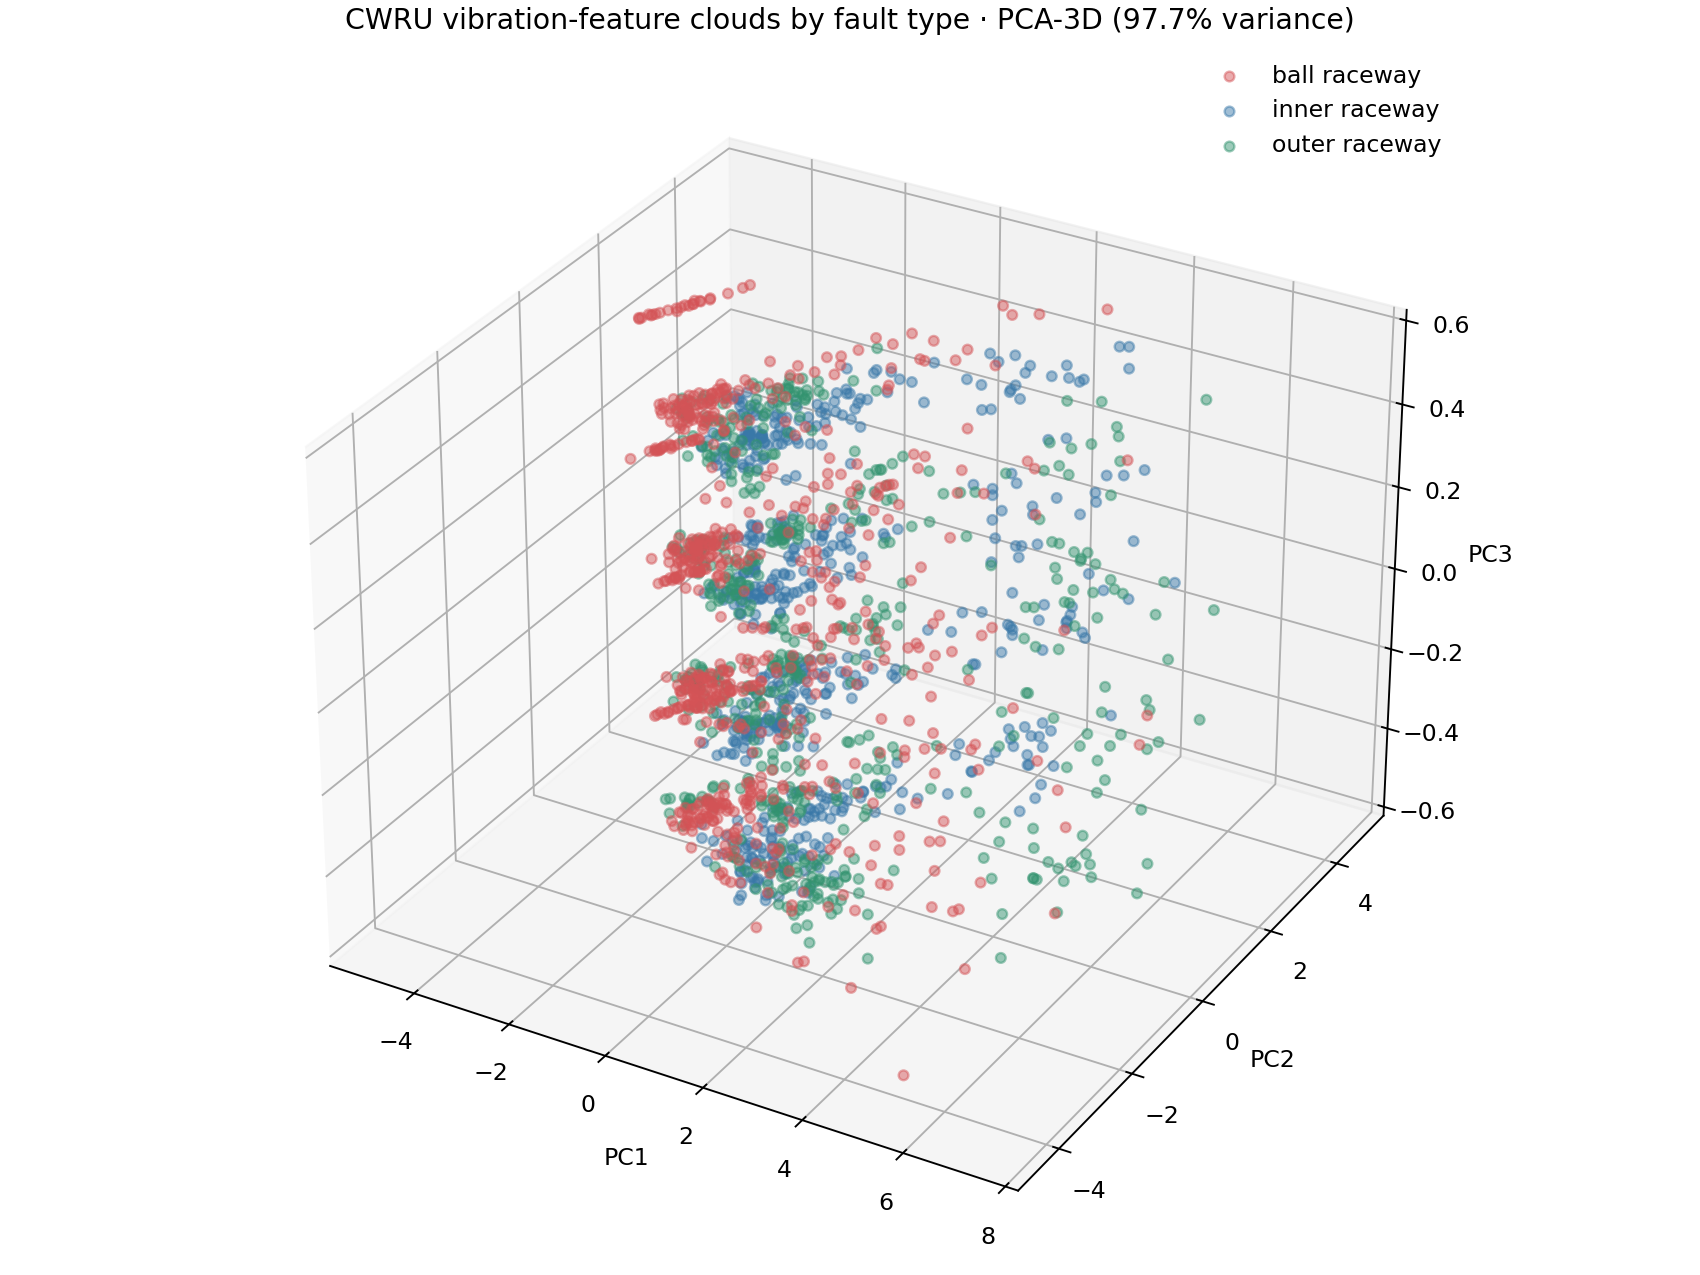 CWRU vibration-feature clouds by fault type · PCA-3D (97.7% variance)
ball raceway
inner raceway
outer raceway
0.6
0.4
0.2
0.0
−0.2
−0.4
−0.6
PC3
4
2
0
−2
−4
PC2
−4
−2
0
2
4
6
8
PC1